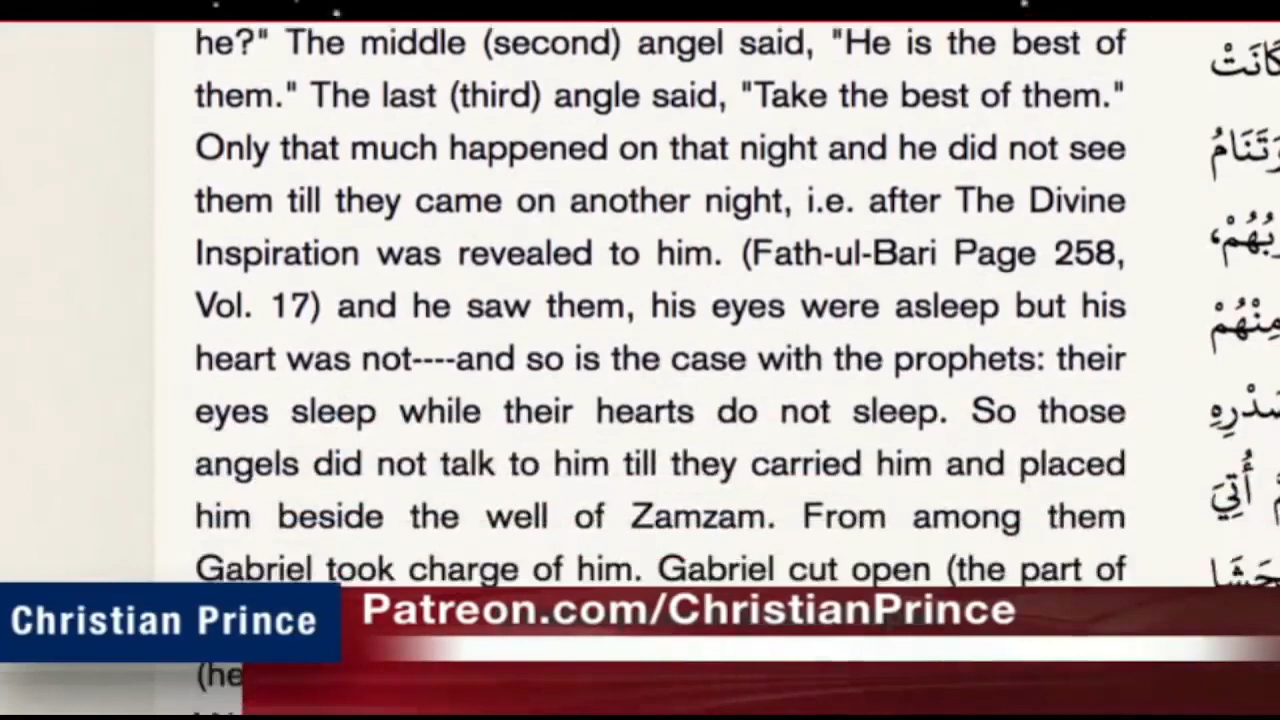 he?" The middle (second) angel said, "He is the best of
them." The last (third) angle said, "Take the best of them."
Only that much happened on that night and he did not see
them till they came on another night, i.e. after The Divine
Inspiration was revealed to him. (Fath-ul-Bari Page 258,
Vol. 17) and he saw them, his eyes were asleep but his
heart was not----and so is the case with the prophets: their
eyes sleep while their hearts do not sleep. So those
angels did not talk to him till they carried him and placed
him beside the well of Zamzam. From among them
Gabriel took charge of him. Gabriel cut open (the part of
(he
كَانَتْ
وَتَنَامُ
مِنْهُمْ
صَدْرِهِ
أُتِيَ
Christian Prince
Patreon.com/ChristianPrince